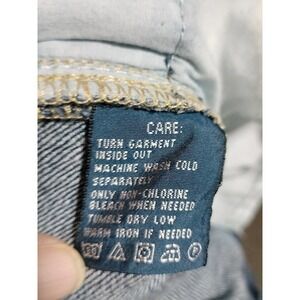 CARE:
TURN GARMENT
INSIDE OUT
MACHINE WASH COLD
SEPARATELY
ONLY NON-CHLORINE
BLEACH WHEN NEEDED
TUMBLE DRY LOW
WARM IRON IF NEEDED